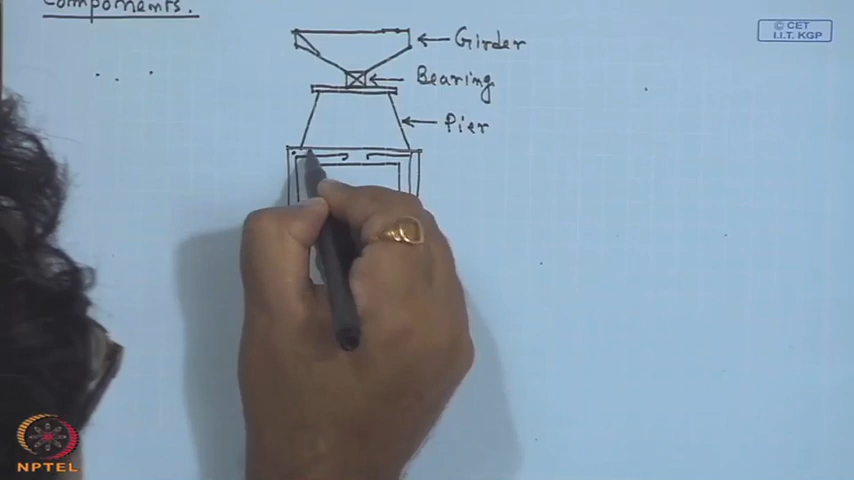 Components.
© CET
I.I.T. KGP
Girder
Bearing
Pier
NPTEL